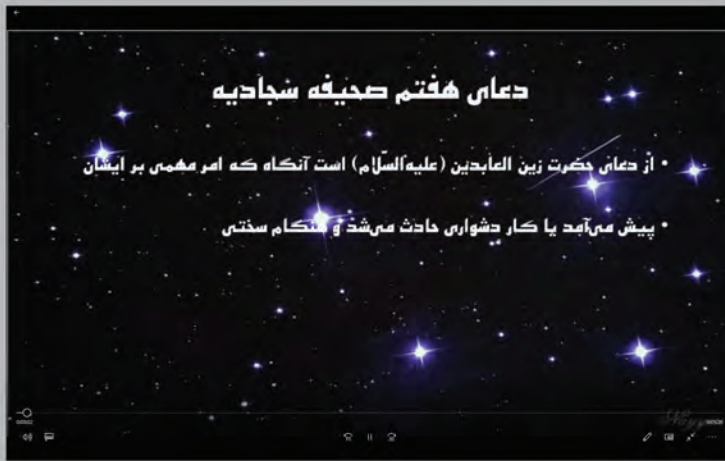 دعای هفتم صحیفه سجادیه
• از دعای حضرت زین العابدین (علیه‌السّلام) است آنگاه که امر مهمی بر ایشان
• پیش می‌آمد یا کار دشواری حادث می‌شد و هنگام سختی